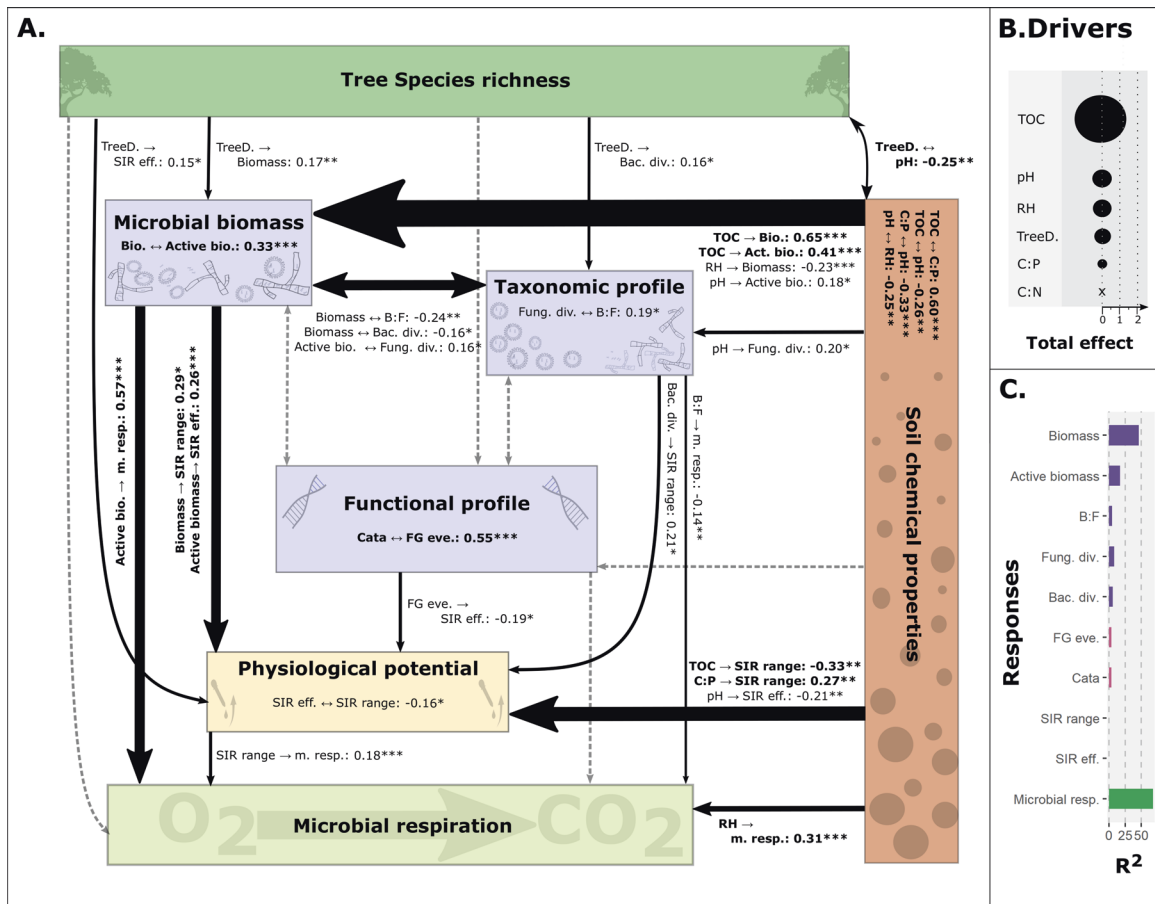 A.
Tree Species richness
TreeD. →
SIR eff.: 0.15*
TreeD. →
Biomass: 0.17**
TreeD. →
Bac. div.: 0.16*
TreeD. ↔
pH: -0.25**
Microbial biomass
Bio. ↔ Active bio.: 0.33***
TOC → Bio.: 0.65***
TOC → Act. bio.: 0.41***
RH → Biomass: -0.23***
pH → Active bio.: 0.18*
Taxonomic profile
Fung. div. ↔ B:F: 0.19*
Biomass ↔ B:F: -0.24**
Biomass ↔ Bac. div.: -0.16*
Active bio. ↔ Fung. div.: 0.16*
pH → Fung. div.: 0.20*
TOC ↔ C:P: 0.60***
TOC ↔ pH: -0.26**
C:P ↔ pH: -0.33***
pH ↔ RH: -0.25**
Soil chemical properties
Active bio. → m. resp.: 0.57***
Biomass → SIR range: 0.29*
Active biomass → SIR eff.: 0.26***
Bac. div. → SIR range: 0.21*
B:F → m. resp.: -0.14**
Functional profile
Cata ↔ FG eve.: 0.55***
FG eve. →
SIR eff.: -0.19*
Physiological potential
SIR eff. ↔ SIR range: -0.16*
TOC → SIR range: -0.33**
C:P → SIR range: 0.27**
pH → SIR eff.: -0.21**
SIR range → m. resp.: 0.18***
O2 CO2
Microbial respiration
RH →
m. resp.: 0.31***
B.Drivers
TOC
pH
RH
TreeD.
C:P
C:N
0 1 2
Total effect
C.
Responses
Biomass
Active biomass
B:F
Fung. div.
Bac. div.
FG eve.
Cata
SIR range
SIR eff.
Microbial resp.
0 25 50
R²